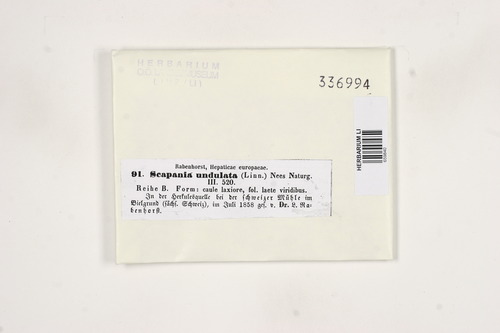 HERBARIUM
336994
HERBARIUM LI
Rabenhorst, Hepaticae europaeae.
91. Scapania undulata (Linn.) Nees Naturg.
III. 520.
Reihe B. Form: caule laxiore, fol. laete viridibus.
In der Herkulesquelle bei der schweizer Mühle im
Bielgrund (sächs. Schweiz), im Juli 1858 ges. v. Dr. L. Ra-
benhorst.